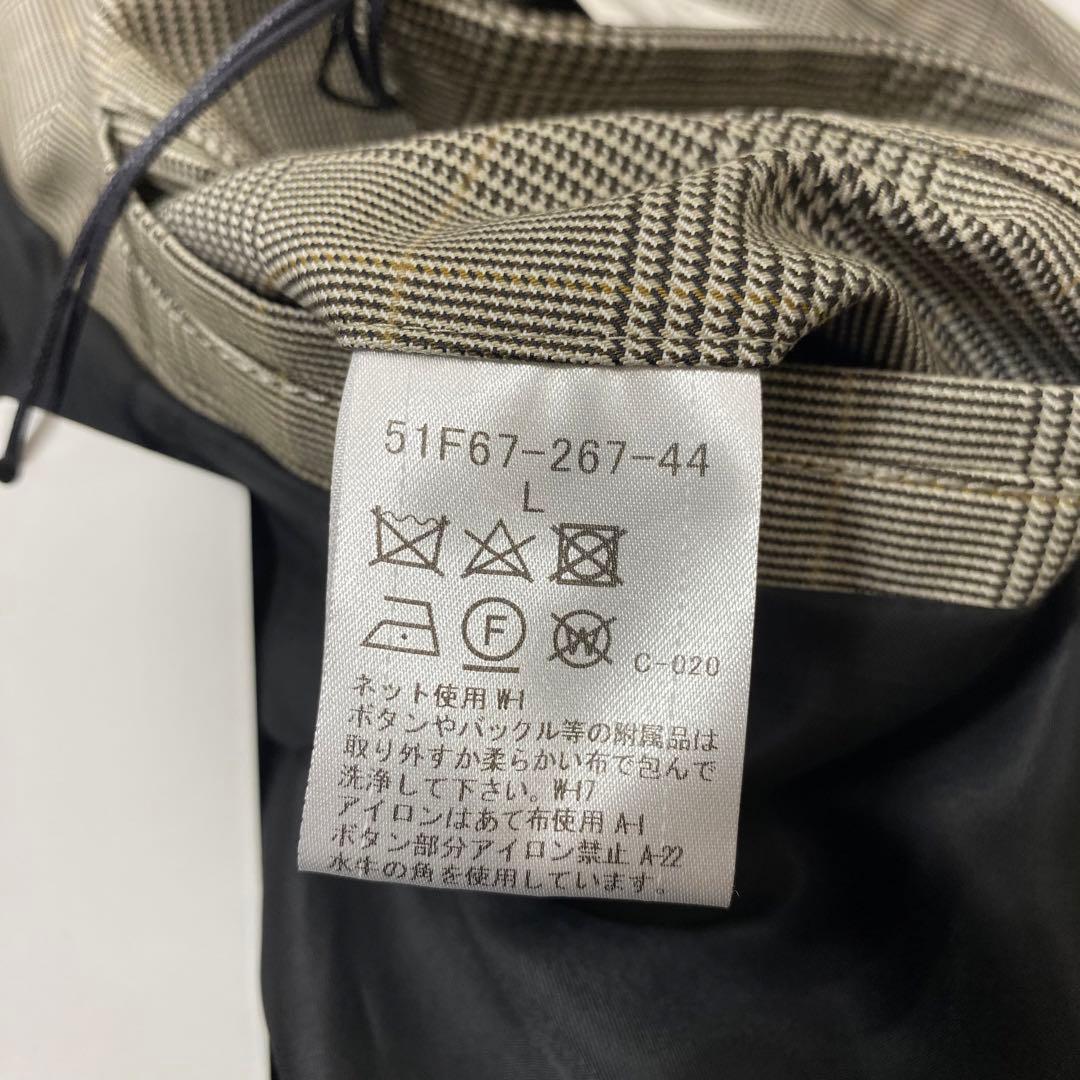 51F67-267-44
L
F W C-020
ネット使用 W-1
ボタンやバックル等の附属品は
取り外すか柔らかい布で包んで
洗浄して下さい。W-17
アイロンはあて布使用 A-1
ボタン部分アイロン禁止 A-22
水牛の角を使用しています。